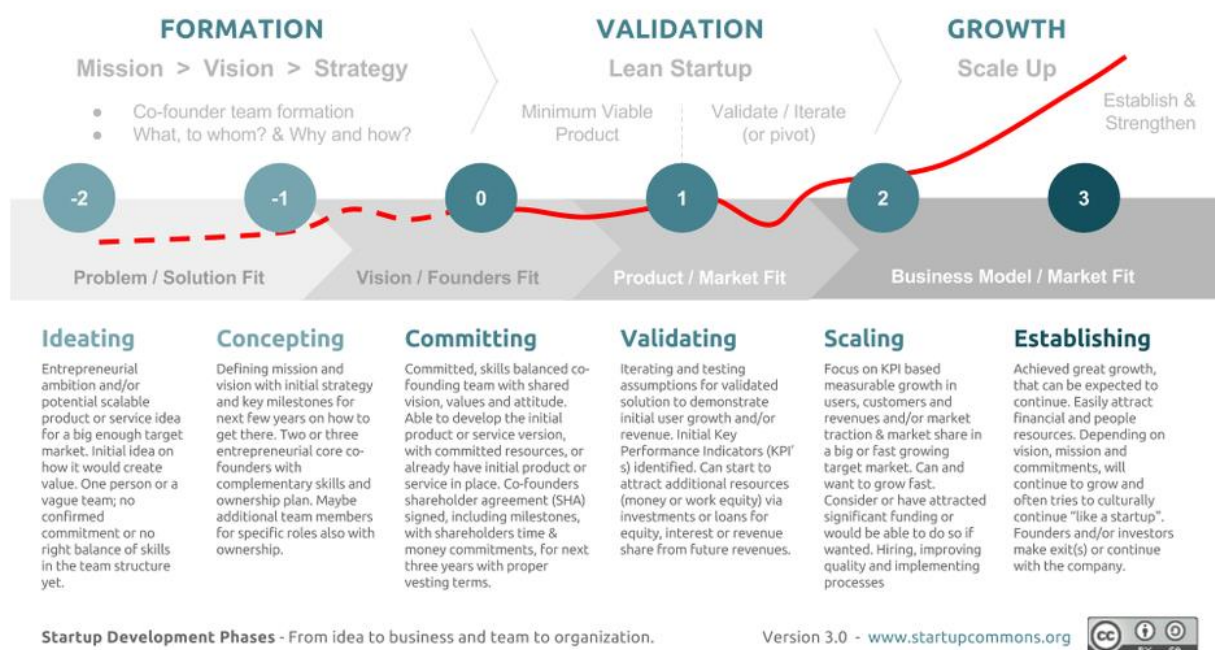 FORMATION
Mission > Vision > Strategy
● Co-founder team formation
● What, to whom? & Why and how?
VALIDATION
Lean Startup
Minimum Viable
Product
Validate / Iterate
(or pivot)
GROWTH
Scale Up
Establish &
Strengthen
-2
-1
0
1
2
3
Problem / Solution Fit
Vision / Founders Fit
Product / Market Fit
Business Model / Market Fit
Ideating
Entrepreneurial
ambition and/or
potential scalable
product or service idea
for a big enough target
market. Initial idea on
how it would create
value. One person or a
vague team; no
confirmed
commitment or no
right balance of skills
in the team structure
yet.
Concepting
Defining mission and
vision with initial strategy
and key milestones for
next few years on how to
get there. Two or three
entrepreneurial core co-
founders with
complementary skills and
ownership plan. Maybe
additional team members
for specific roles also with
ownership.
Committing
Committed, skills balanced co-
founding team with shared
vision, values and attitude.
Able to develop the initial
product or service version,
with committed resources, or
already have initial product or
service in place. Co-founders
shareholder agreement (SHA)
signed, including milestones,
with shareholders time &
money commitments, for next
three years with proper
vesting terms.
Validating
Iterating and testing
assumptions for validated
solution to demonstrate
initial user growth and/or
revenue. Initial Key
Performance Indicators (KPI'
s) identified. Can start to
attract additional resources
(money or work equity) via
investments or loans for
equity, interest or revenue
share from future revenues.
Scaling
Focus on KPI based
measurable growth in
users, customers and
revenues and/or market
traction & market share in
a big or fast growing
target market. Can and
want to grow fast.
Consider or have attracted
significant funding or
would be able to do so if
wanted. Hiring, improving
quality and implementing
processes
Establishing
Achieved great growth,
that can be expected to
continue. Easily attract
financial and people
resources. Depending on
vision, mission and
commitments, will
continue to grow and
often tries to culturally
continue "like a startup".
Founders and/or investors
make exit(s) or continue
with the company.
Startup Development Phases - From idea to business and team to organization.
Version 3.0 - www.startupcommons.org
cc